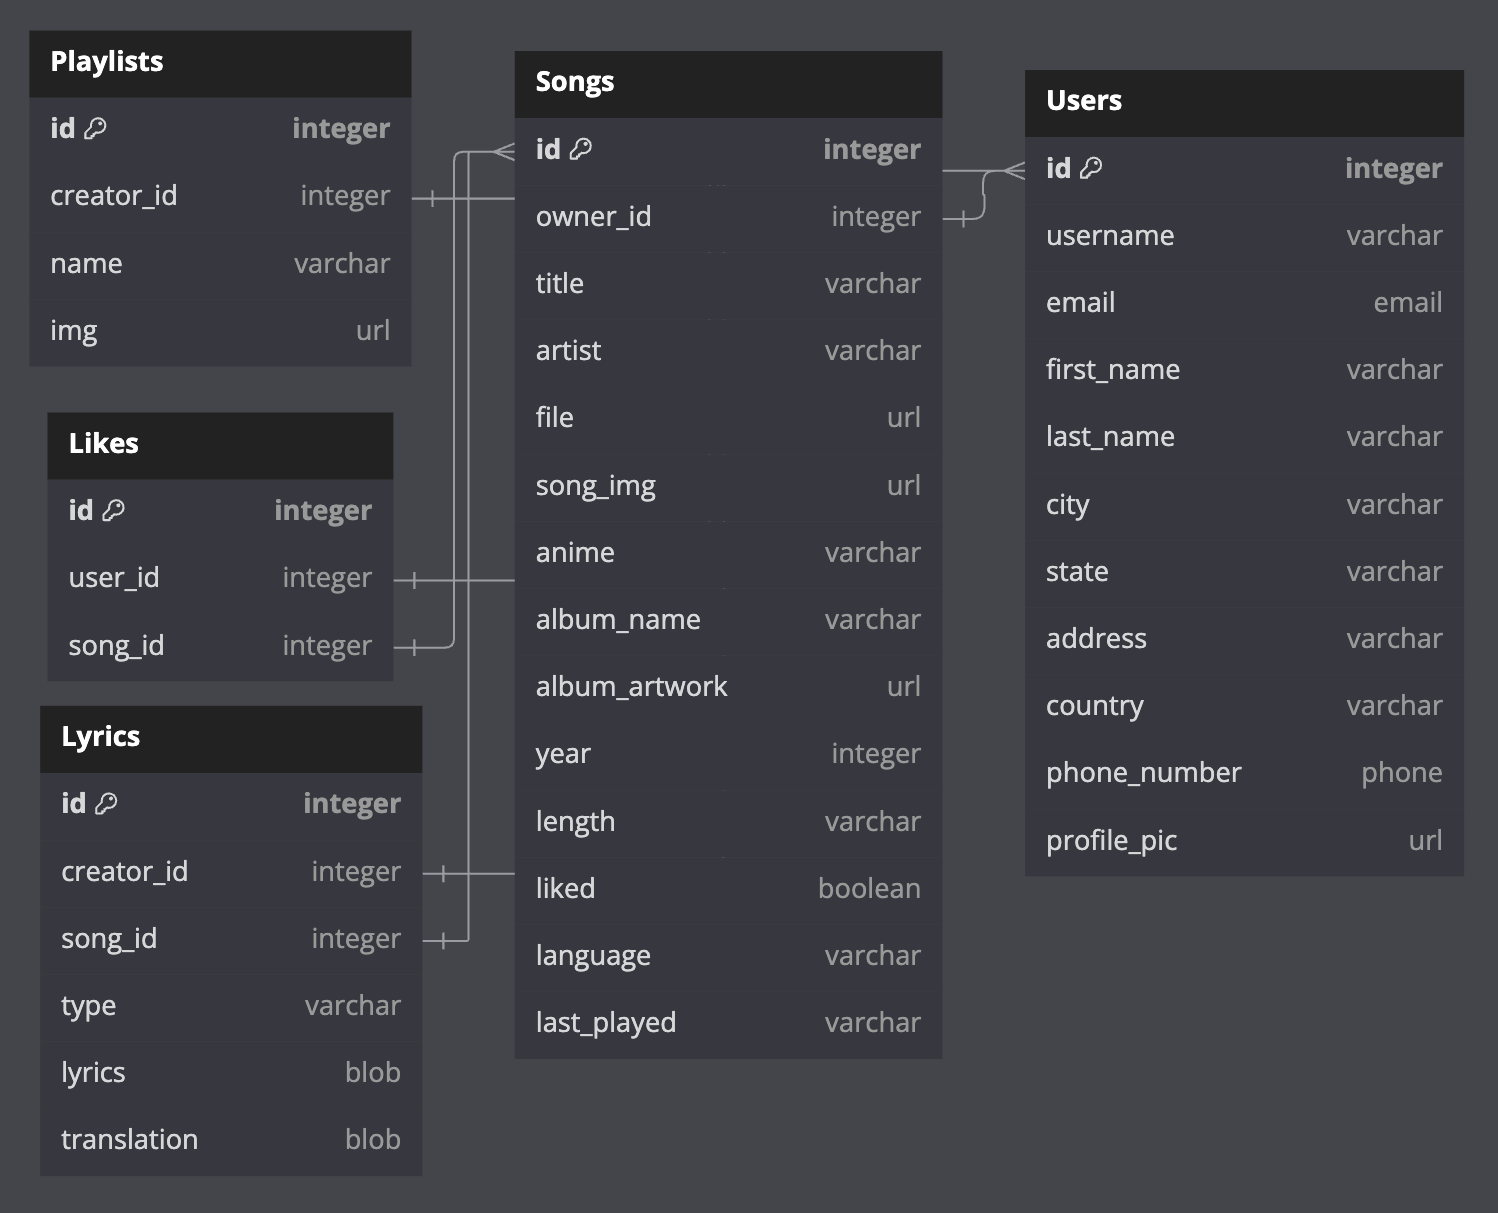 Playlists
id integer
creator_id integer
name varchar
img url
Likes
id integer
user_id integer
song_id integer
Lyrics
id integer
creator_id integer
song_id integer
type varchar
lyrics blob
translation blob
Songs
id integer
owner_id integer
title varchar
artist varchar
file url
song_img url
anime varchar
album_name varchar
album_artwork url
year integer
length varchar
liked boolean
language varchar
last_played varchar
Users
id integer
username varchar
email email
first_name varchar
last_name varchar
city varchar
state varchar
address varchar
country varchar
phone_number phone
profile_pic url